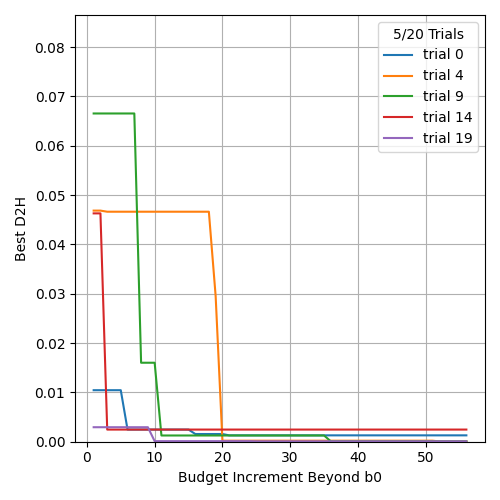 5/20 Trials
trial 0
trial 4
trial 9
trial 14
trial 19
Best D2H
0.08
0.07
0.06
0.05
0.04
0.03
0.02
0.01
0.00
0 10 20 30 40 50
Budget Increment Beyond b0